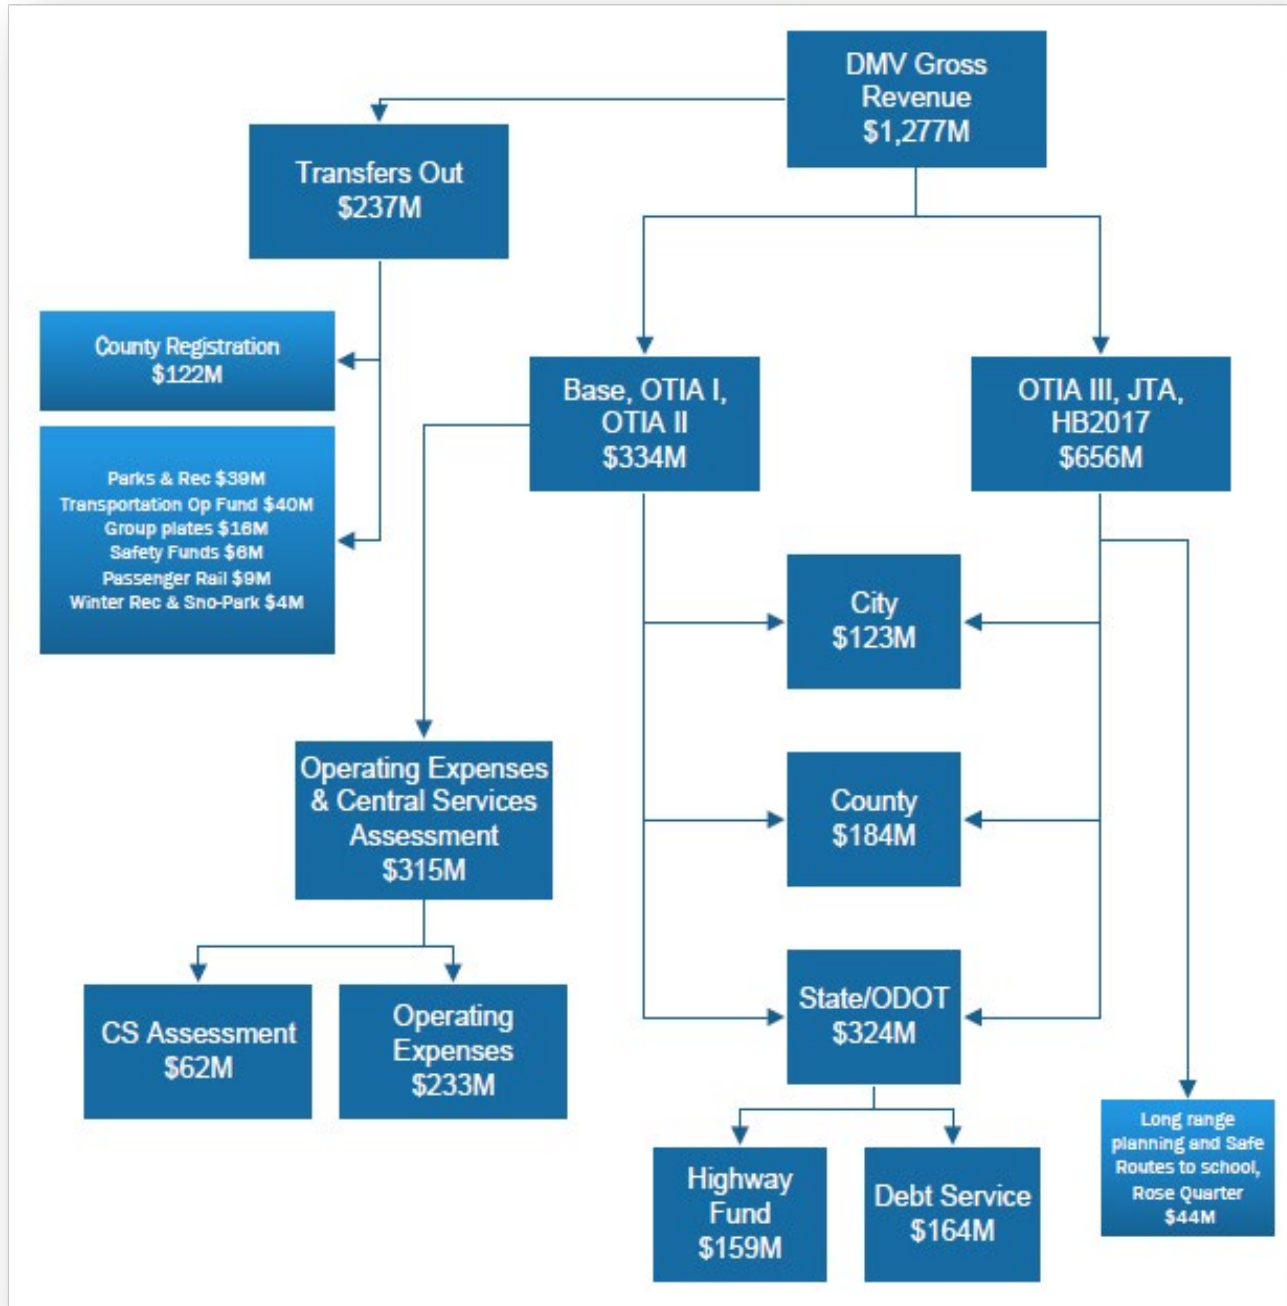 DMV Gross
Revenue
$1,277M
Transfers Out
$237M
County Registration
$122M
Parks & Rec $39M
Transportation Op Fund $40M
Group plates $16M
Safety Funds $6M
Passenger Rail $9M
Winter Rec & Sno-Park $4M
Base, OTIA I,
OTIA II
$334M
OTIA III, JTA,
HB2017
$656M
City
$123M
County
$184M
State/ODOT
$324M
Operating Expenses
& Central Services
Assessment
$315M
CS Assessment
$62M
Operating
Expenses
$233M
Highway
Fund
$159M
Debt Service
$164M
Long range
planning and Safe
Routes to school,
Rose Quarter
$44M